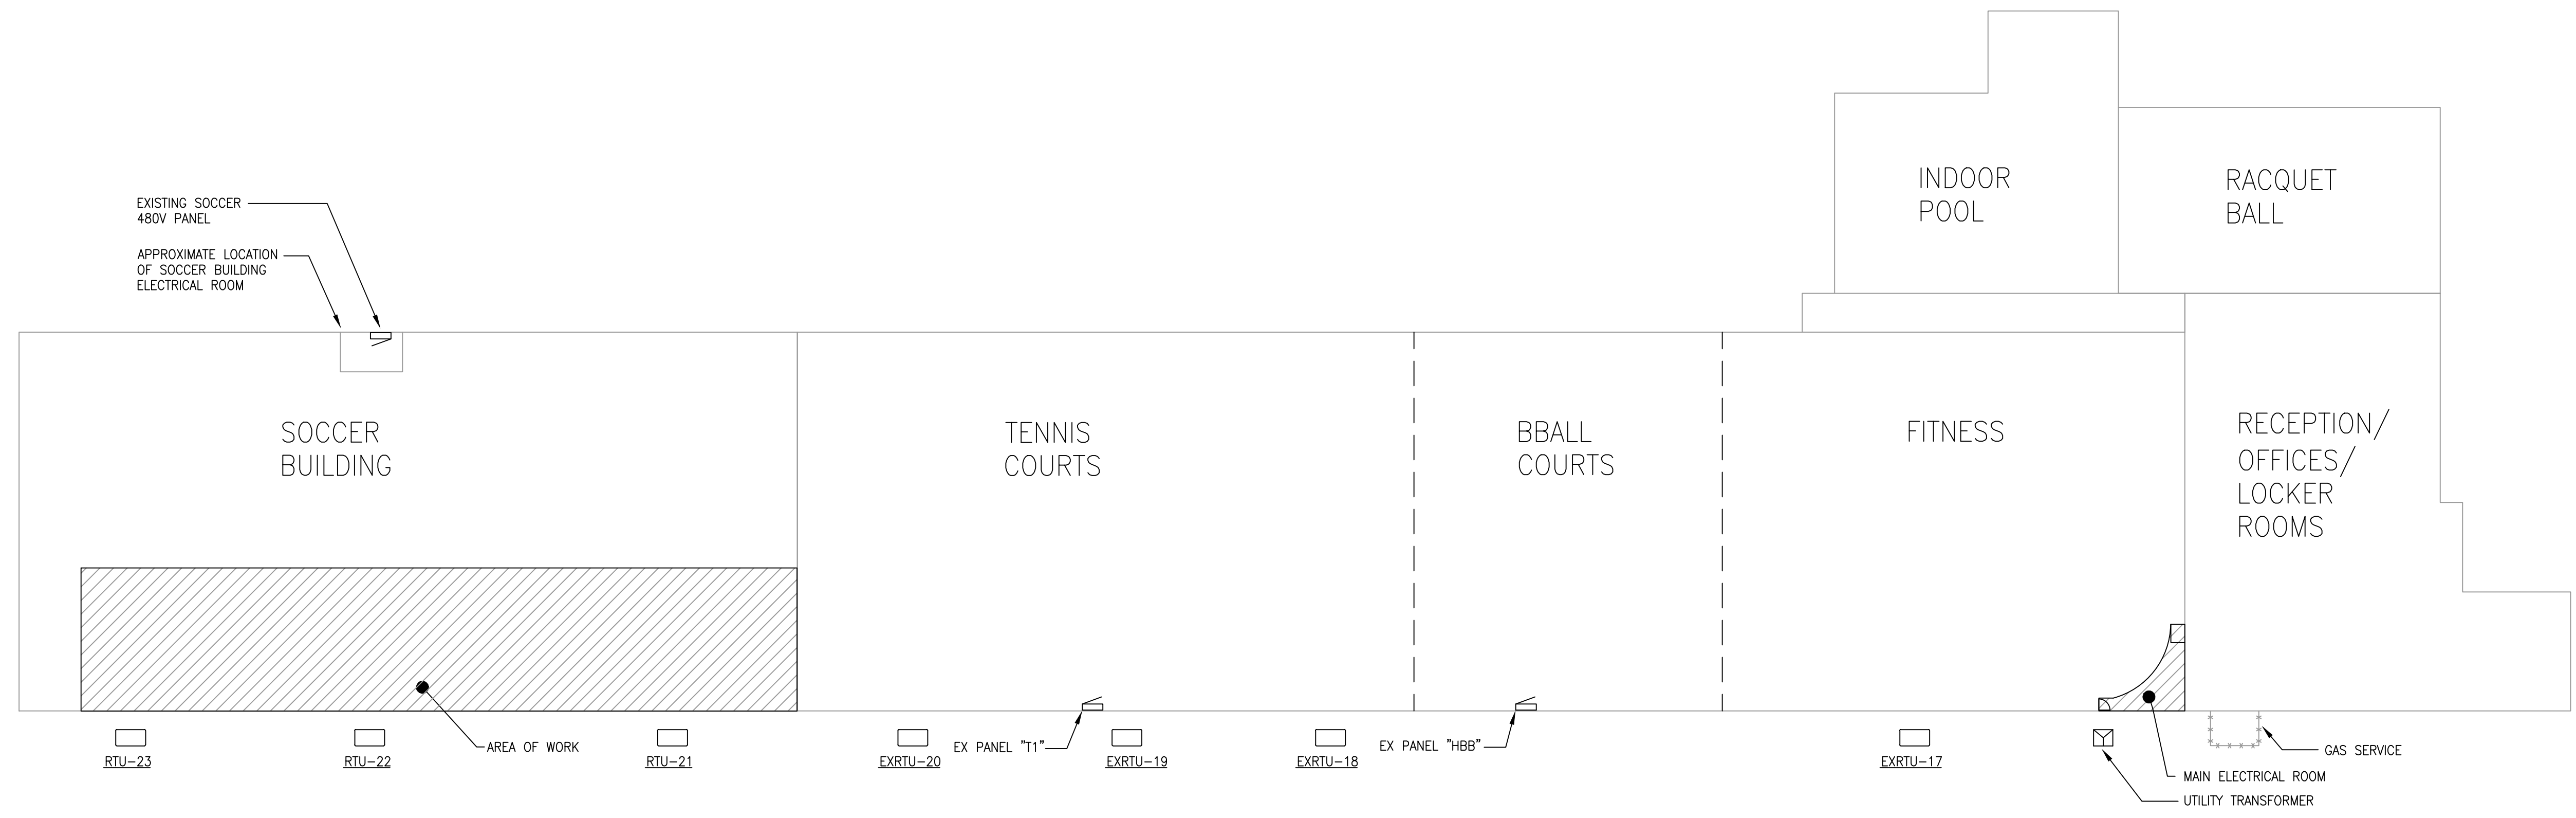 INDOOR
POOL
RACQUET
BALL
EXISTING SOCCER
480V PANEL
APPROXIMATE LOCATION
OF SOCCER BUILDING
ELECTRICAL ROOM
SOCCER
BUILDING
TENNIS
COURTS
BBALL
COURTS
FITNESS
RECEPTION/
OFFICES/
LOCKER
ROOMS
AREA OF WORK
EX PANEL "T1"
EX PANEL "HBB"
GAS SERVICE
RTU-23
RTU-22
RTU-21
EXRTU-20
EXRTU-19
EXRTU-18
EXRTU-17
MAIN ELECTRICAL ROOM
UTILITY TRANSFORMER